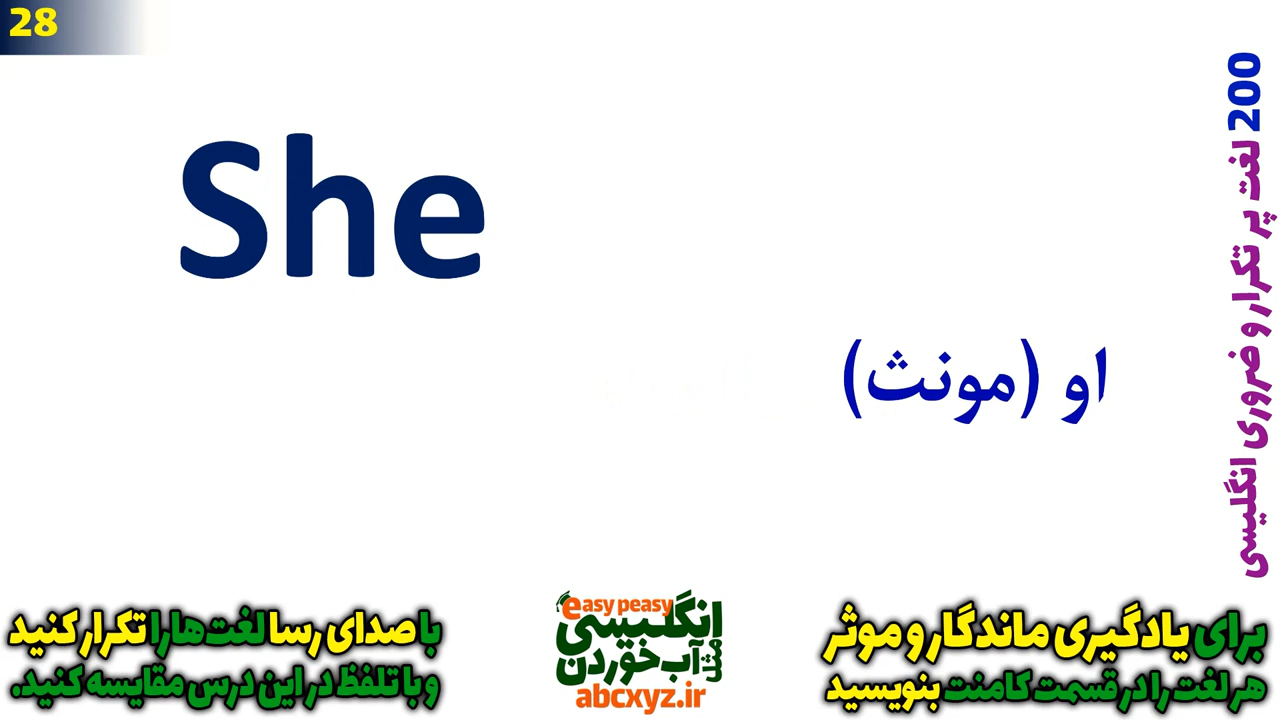 28
She
او (مونث)
200 لغت پر تکرار و ضروری انگلیسی
برای یادگیری ماندگار و موثر
هر لغت را در قسمت کامنت بنویسید
easy peasy
انگلیسی
مثل آب خوردن
abcxyz.ir
با صدای رسا لغت‌ها را تکرار کنید
و با تلفظ در این درس مقایسه کنید.